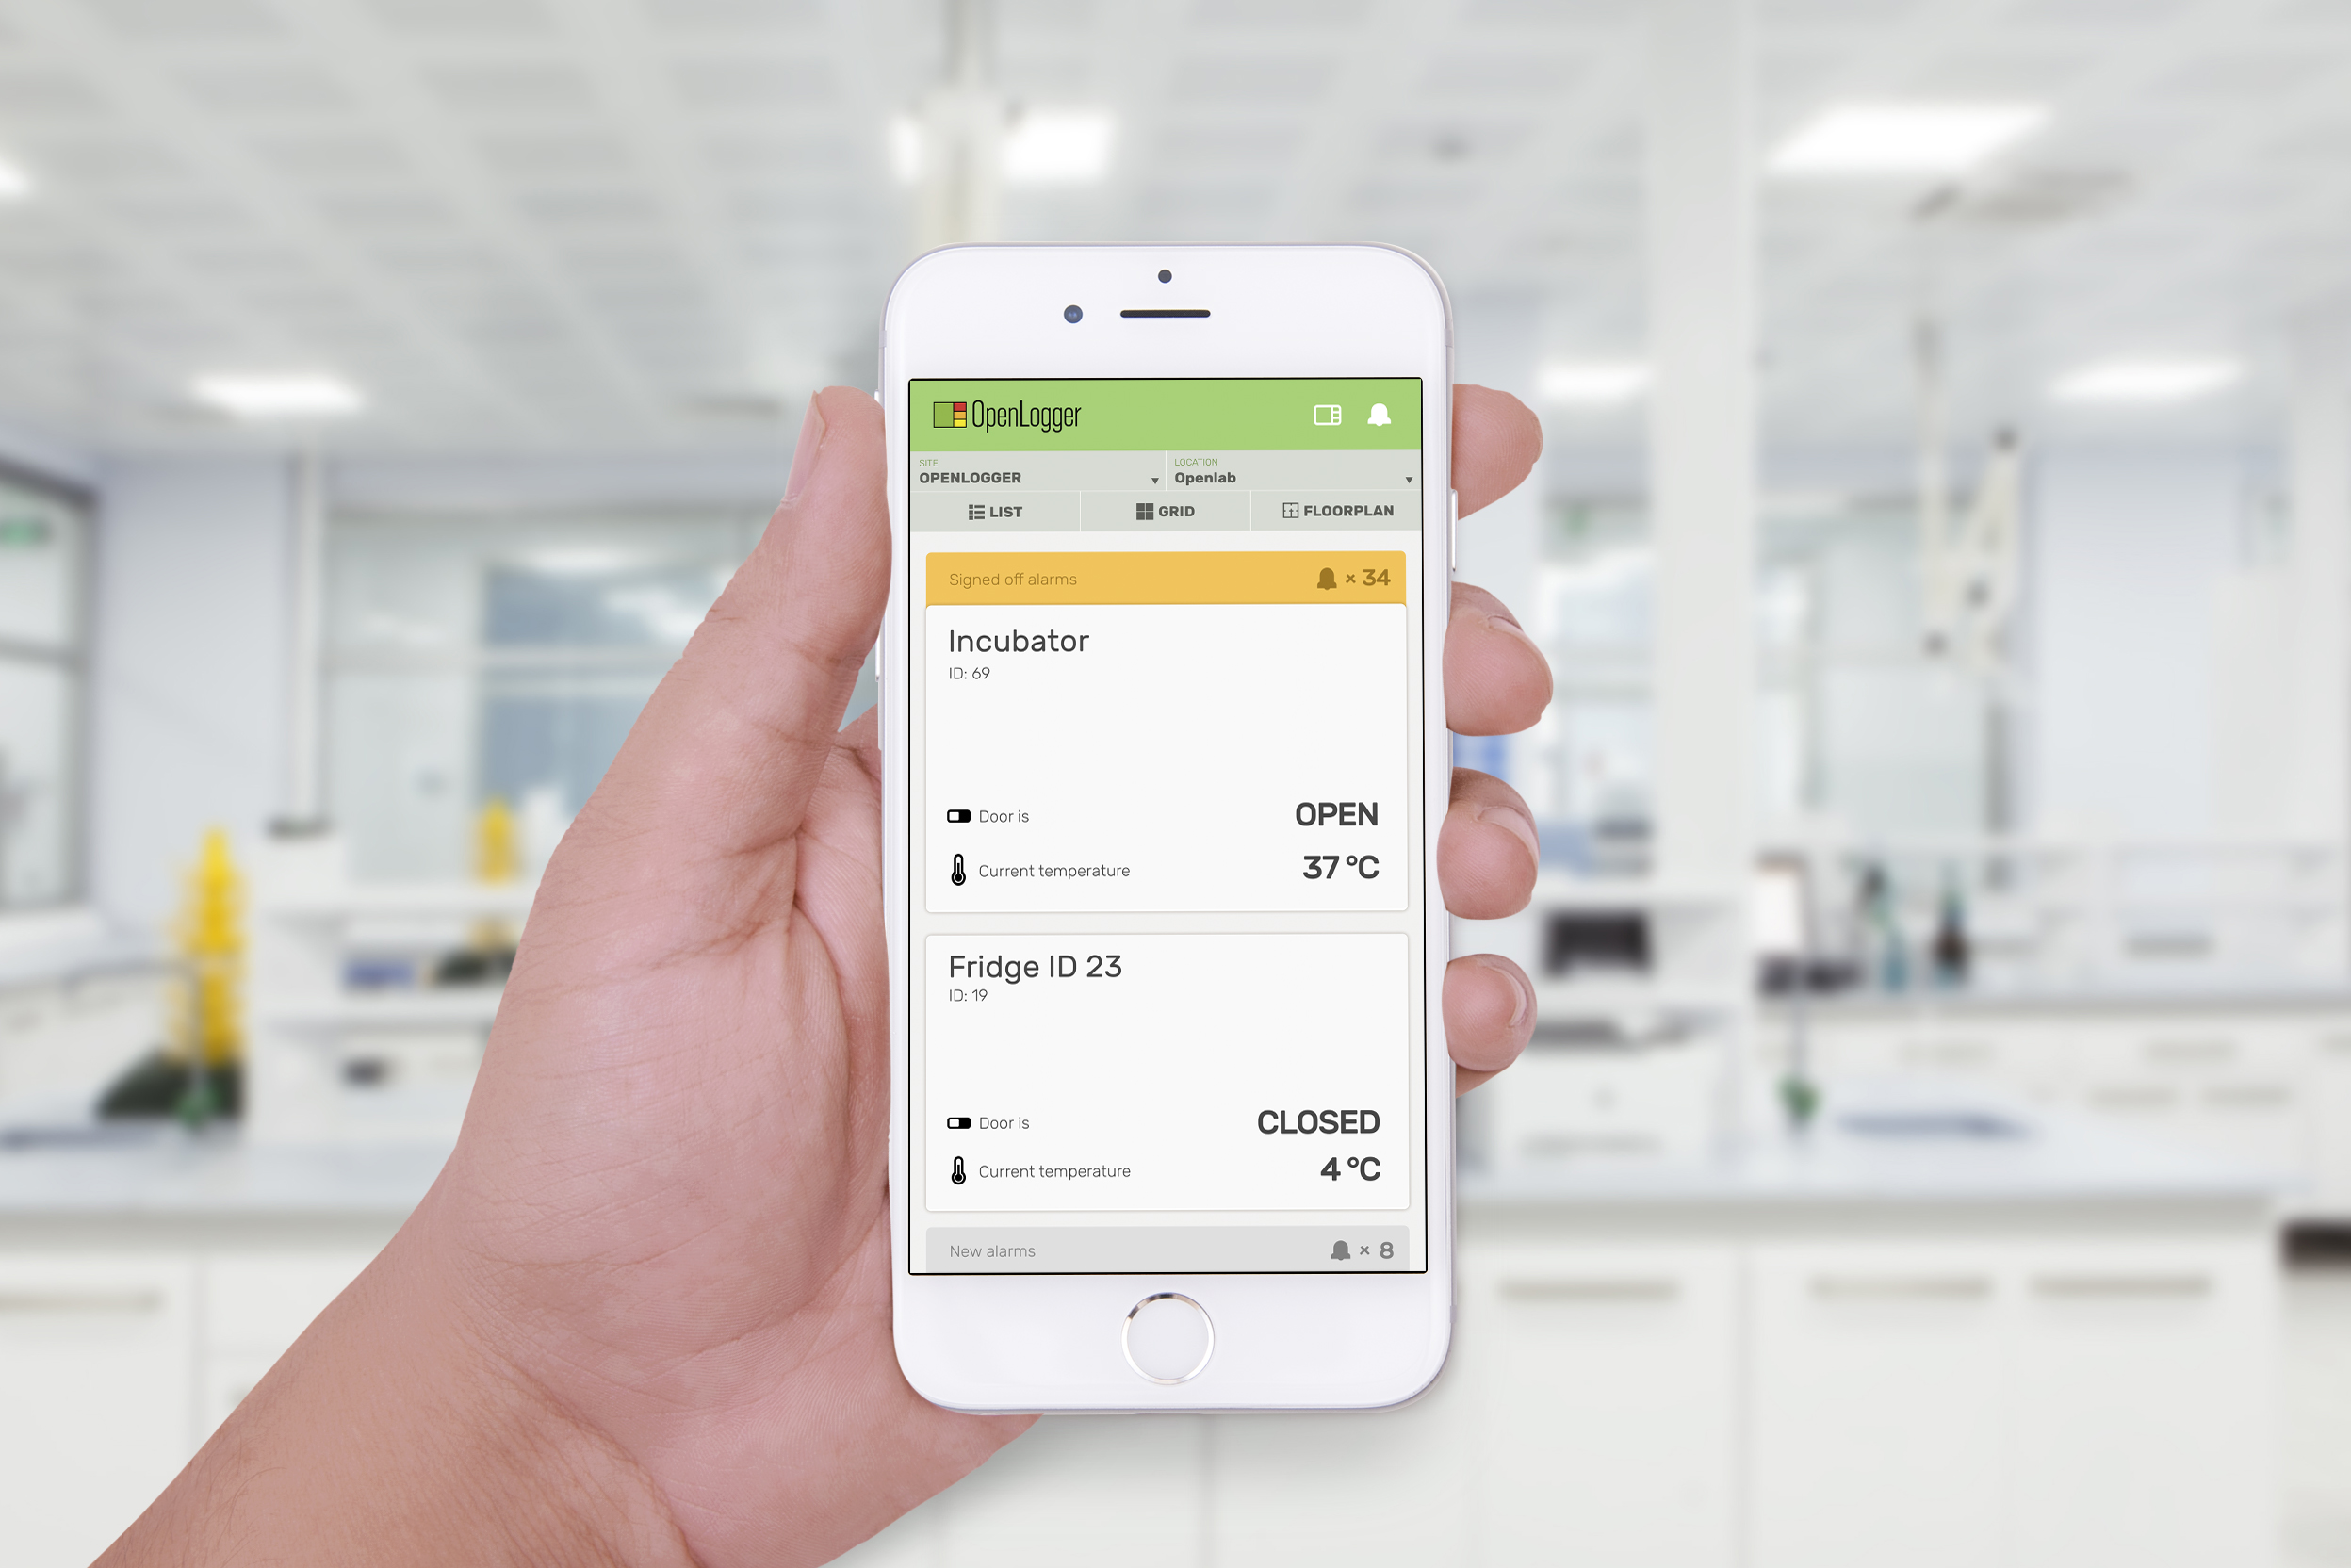 OpenLogger
SITE
OPENLOGGER ▼
LOCATION
Openlab ▼
LIST
GRID
FLOORPLAN
Signed off alarms × 34
Incubator
ID: 69
Door is OPEN
Current temperature 37 °C
Fridge ID 23
ID: 19
Door is CLOSED
Current temperature 4 °C
New alarms × 8